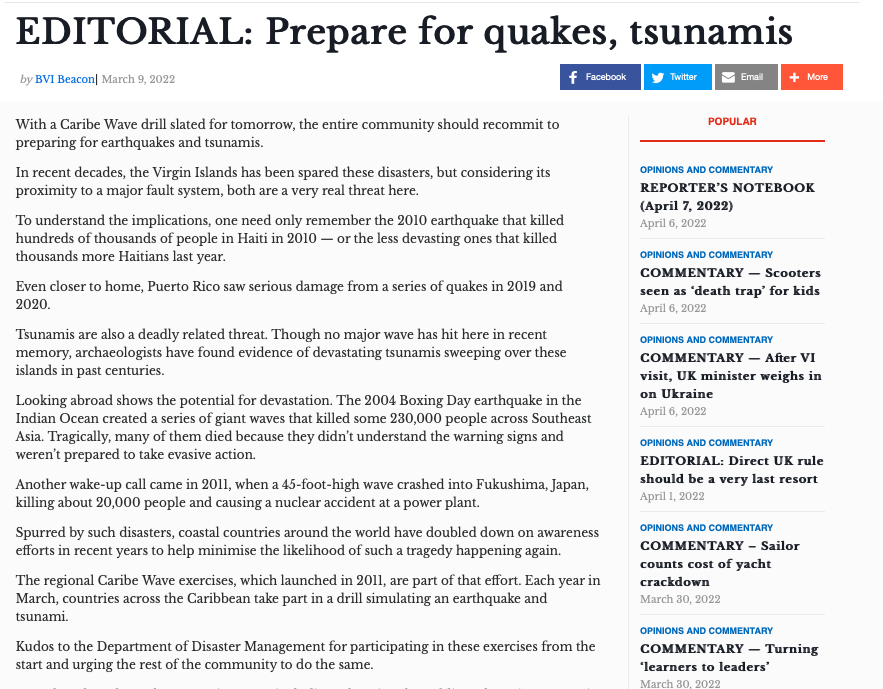 EDITORIAL: Prepare for quakes, tsunamis
by BVI Beacon| March 9, 2022
Facebook
Twitter
Email
More
With a Caribe Wave drill slated for tomorrow, the entire community should recommit to
preparing for earthquakes and tsunamis.
In recent decades, the Virgin Islands has been spared these disasters, but considering its
proximity to a major fault system, both are a very real threat here.
To understand the implications, one need only remember the 2010 earthquake that killed
hundreds of thousands of people in Haiti in 2010 — or the less devasting ones that killed
thousands more Haitians last year.
Even closer to home, Puerto Rico saw serious damage from a series of quakes in 2019 and
2020.
Tsunamis are also a deadly related threat. Though no major wave has hit here in recent
memory, archaeologists have found evidence of devastating tsunamis sweeping over these
islands in past centuries.
Looking abroad shows the potential for devastation. The 2004 Boxing Day earthquake in the
Indian Ocean created a series of giant waves that killed some 230,000 people across Southeast
Asia. Tragically, many of them died because they didn’t understand the warning signs and
weren’t prepared to take evasive action.
Another wake-up call came in 2011, when a 45-foot-high wave crashed into Fukushima, Japan,
killing about 20,000 people and causing a nuclear accident at a power plant.
Spurred by such disasters, coastal countries around the world have doubled down on awareness
efforts in recent years to help minimise the likelihood of such a tragedy happening again.
The regional Caribe Wave exercises, which launched in 2011, are part of that effort. Each year in
March, countries across the Caribbean take part in a drill simulating an earthquake and
tsunami.
Kudos to the Department of Disaster Management for participating in these exercises from the
start and urging the rest of the community to do the same.
POPULAR
OPINIONS AND COMMENTARY
REPORTER’S NOTEBOOK
(April 7, 2022)
April 6, 2022
OPINIONS AND COMMENTARY
COMMENTARY — Scooters
seen as ‘death trap’ for kids
April 6, 2022
OPINIONS AND COMMENTARY
COMMENTARY — After VI
visit, UK minister weighs in
on Ukraine
April 6, 2022
OPINIONS AND COMMENTARY
EDITORIAL: Direct UK rule
should be a very last resort
April 1, 2022
OPINIONS AND COMMENTARY
COMMENTARY – Sailor
counts cost of yacht
crackdown
March 30, 2022
OPINIONS AND COMMENTARY
COMMENTARY — Turning
‘learners to leaders’
March 30, 2022